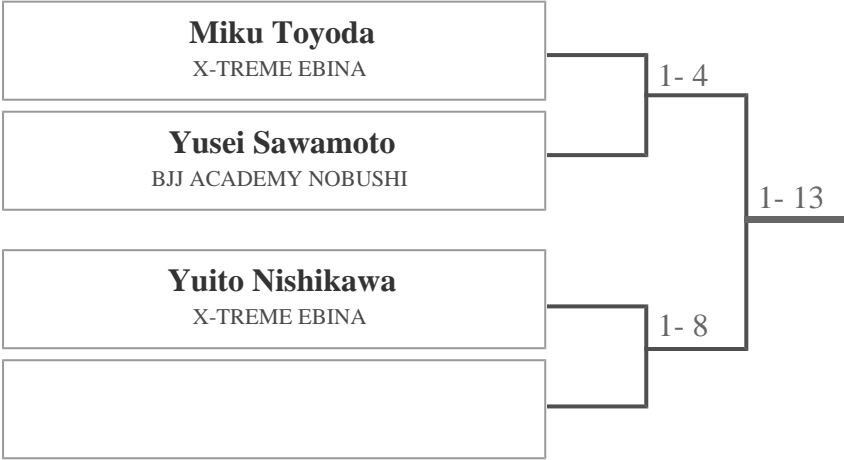 Miku Toyoda
X-TREME EBINA
1- 4
Yusei Sawamoto
BJJ ACADEMY NOBUSHI
1- 13
Yuito Nishikawa
X-TREME EBINA
1- 8